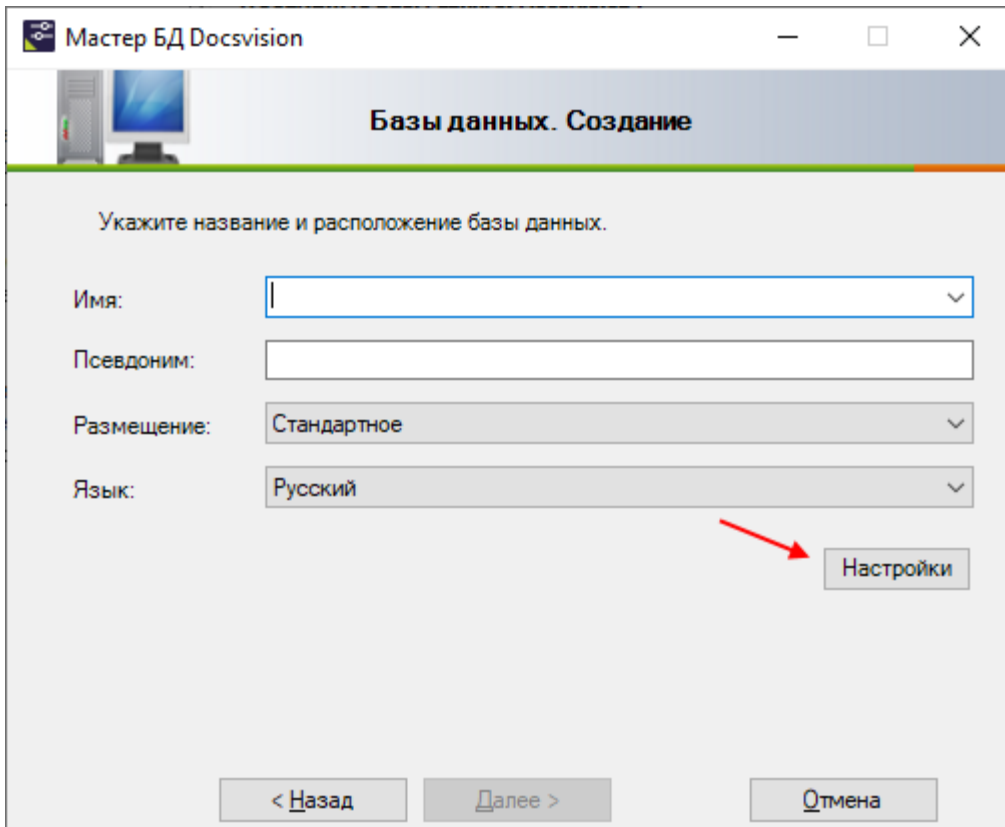 Мастер БД Docsvision
Базы данных. Создание
Укажите название и расположение базы данных.
Имя:
Псевдоним:
Размещение: Стандартное
Язык: Русский
Настройки
< Назад Далее > Отмена